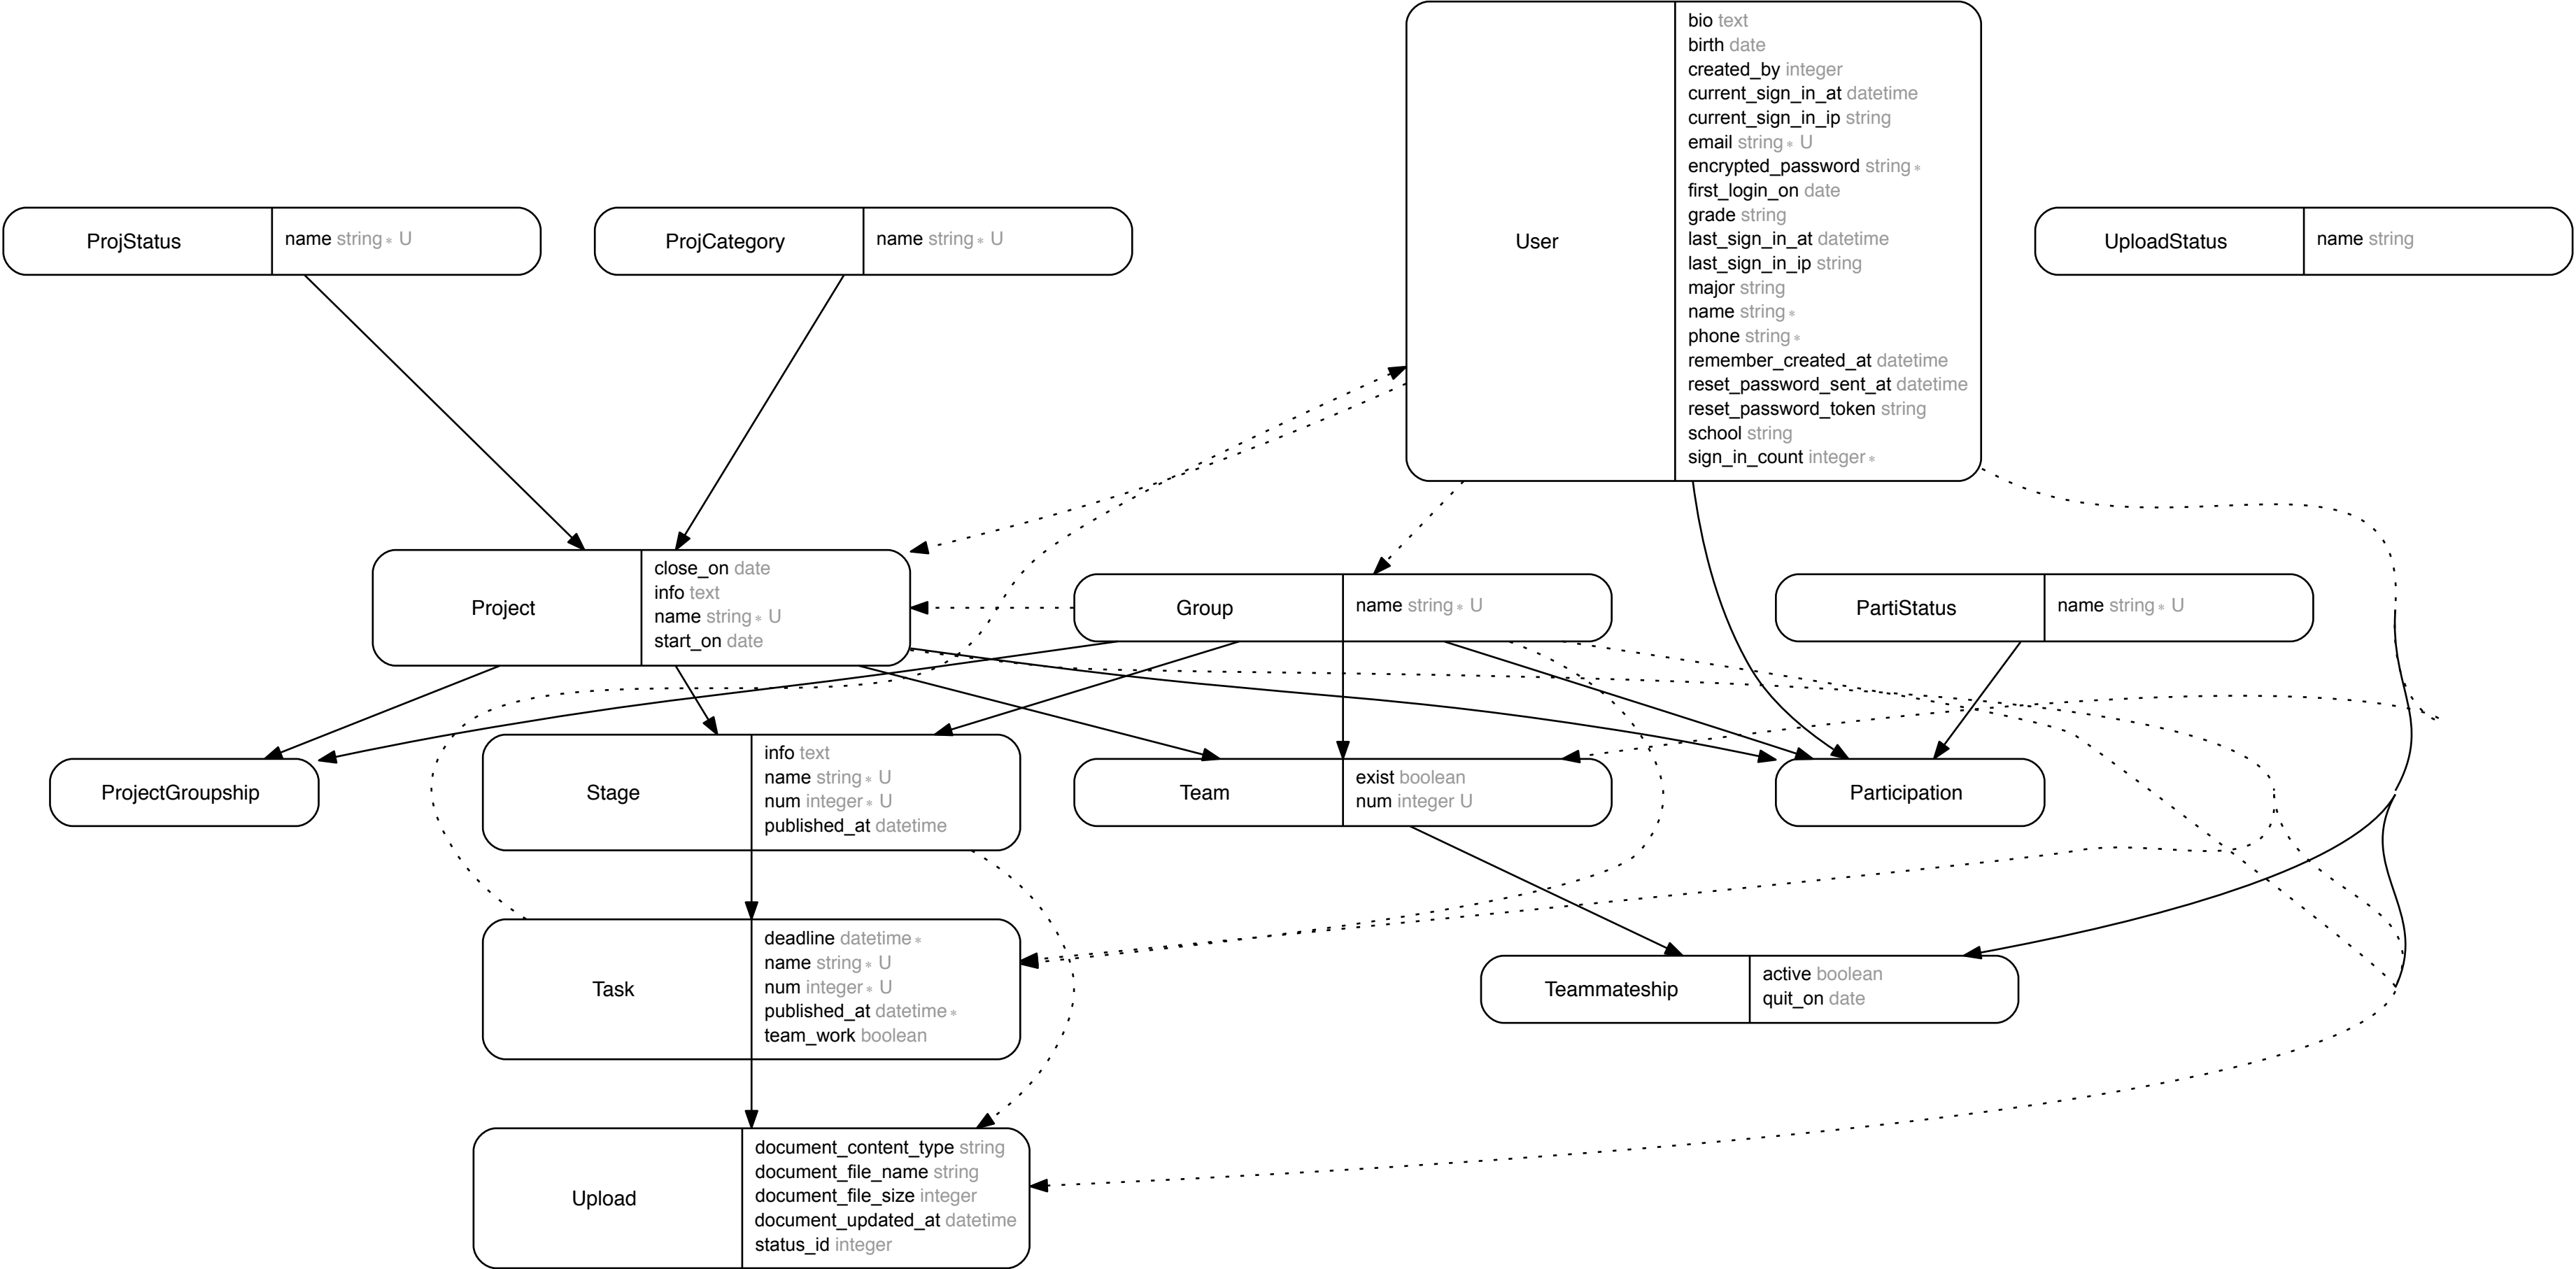 ProjStatus
name string∗ U
ProjCategory
name string∗ U
User
bio text
birth date
created_by integer
current_sign_in_at datetime
current_sign_in_ip string
email string∗ U
encrypted_password string∗
first_login_on date
grade string
last_sign_in_at datetime
last_sign_in_ip string
major string
name string∗
phone string∗
remember_created_at datetime
reset_password_sent_at datetime
reset_password_token string
school string
sign_in_count integer∗
UploadStatus
name string
Project
close_on date
info text
name string∗ U
start_on date
Group
name string∗ U
PartiStatus
name string∗ U
ProjectGroupship
Stage
info text
name string∗ U
num integer∗ U
published_at datetime
Team
exist boolean
num integer U
Participation
Task
deadline datetime∗
name string∗ U
num integer∗ U
published_at datetime∗
team_work boolean
Teammateship
active boolean
quit_on date
Upload
document_content_type string
document_file_name string
document_file_size integer
document_updated_at datetime
status_id integer